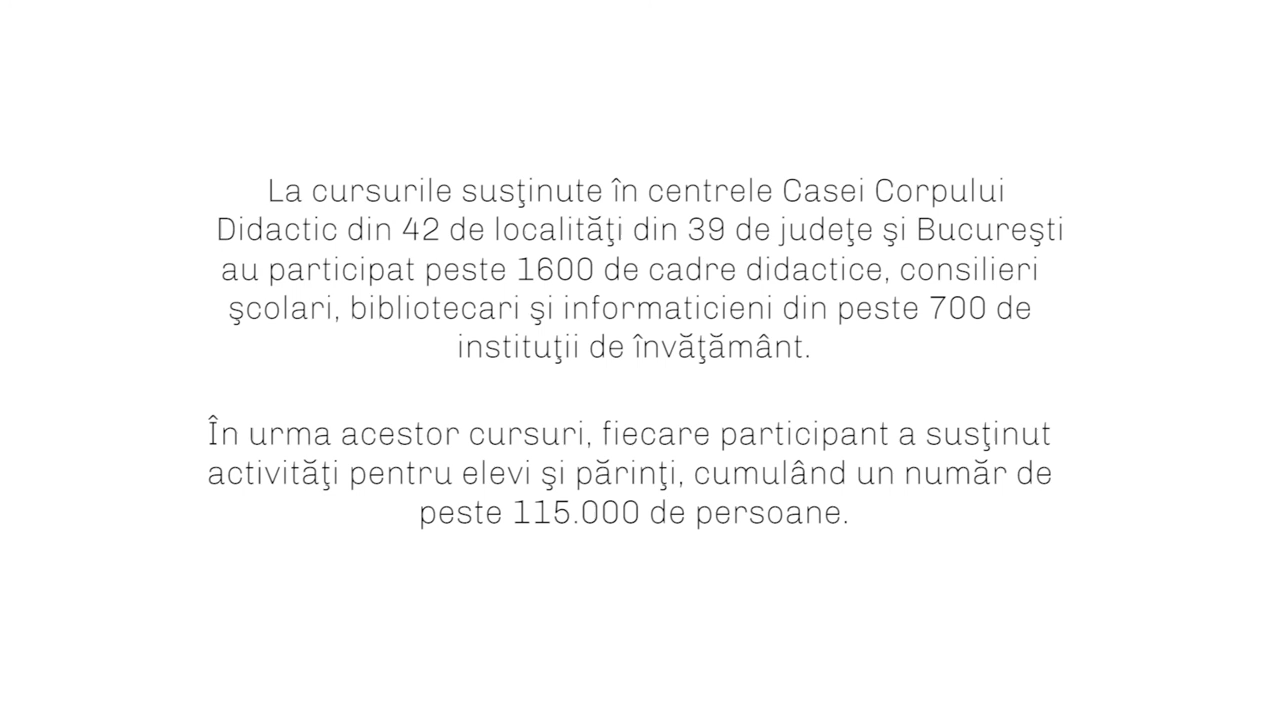 La cursurile susţinute în centrele Casei Corpului
Didactic din 42 de localităţi din 39 de judeţe şi Bucureşti
au participat peste 1600 de cadre didactice, consilieri
şcolari, bibliotecari şi informaticieni din peste 700 de
instituţii de învăţământ.
În urma acestor cursuri, fiecare participant a susţinut
activităţi pentru elevi şi părinţi, cumulând un număr de
peste 115.000 de persoane.